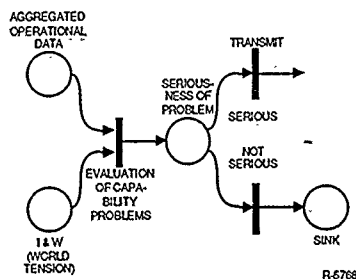 AGGREGATED
OPERATIONAL
DATA
TRANSMIT
SERIOUS-
NESS OF
PROBLEM
SERIOUS
NOT
SERIOUS
EVALUATION
OF CAPA-
BILITY
PROBLEMS
I & W
(WORLD
TENSION)
SINK
R-5768